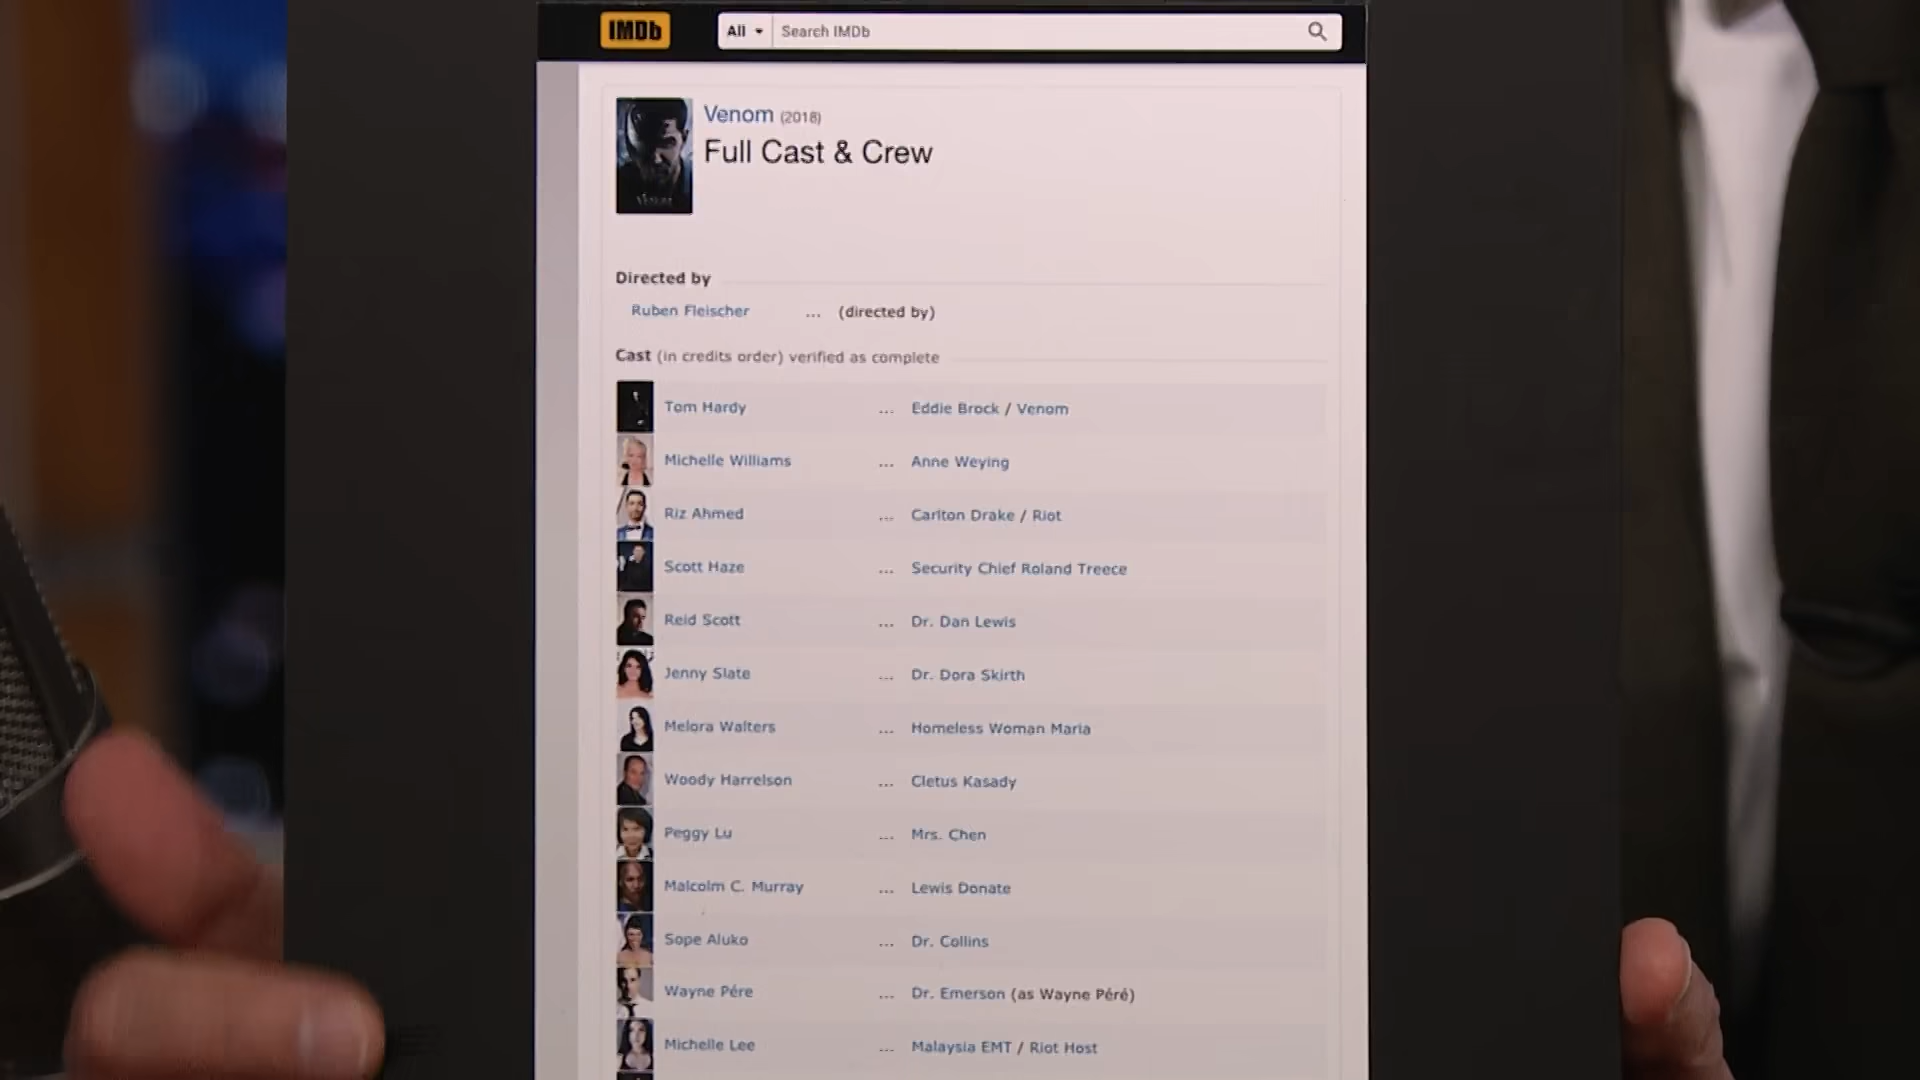 IMDb All Search IMDb
Venom (2018)
Full Cast & Crew
VENOM
Directed by
Ruben Fleischer ... (directed by)
Cast (in credits order) verified as complete
Tom Hardy ... Eddie Brock / Venom
Michelle Williams ... Anne Weying
Riz Ahmed ... Carlton Drake / Riot
Scott Haze ... Security Chief Roland Treece
Reid Scott ... Dr. Dan Lewis
Jenny Slate ... Dr. Dora Skirth
Melora Walters ... Homeless Woman Maria
Woody Harrelson ... Cletus Kasady
Peggy Lu ... Mrs. Chen
Malcolm C. Murray ... Lewis Donate
Sope Aluko ... Dr. Collins
Wayne Pére ... Dr. Emerson (as Wayne Péré)
Michelle Lee ... Malaysia EMT / Riot Host